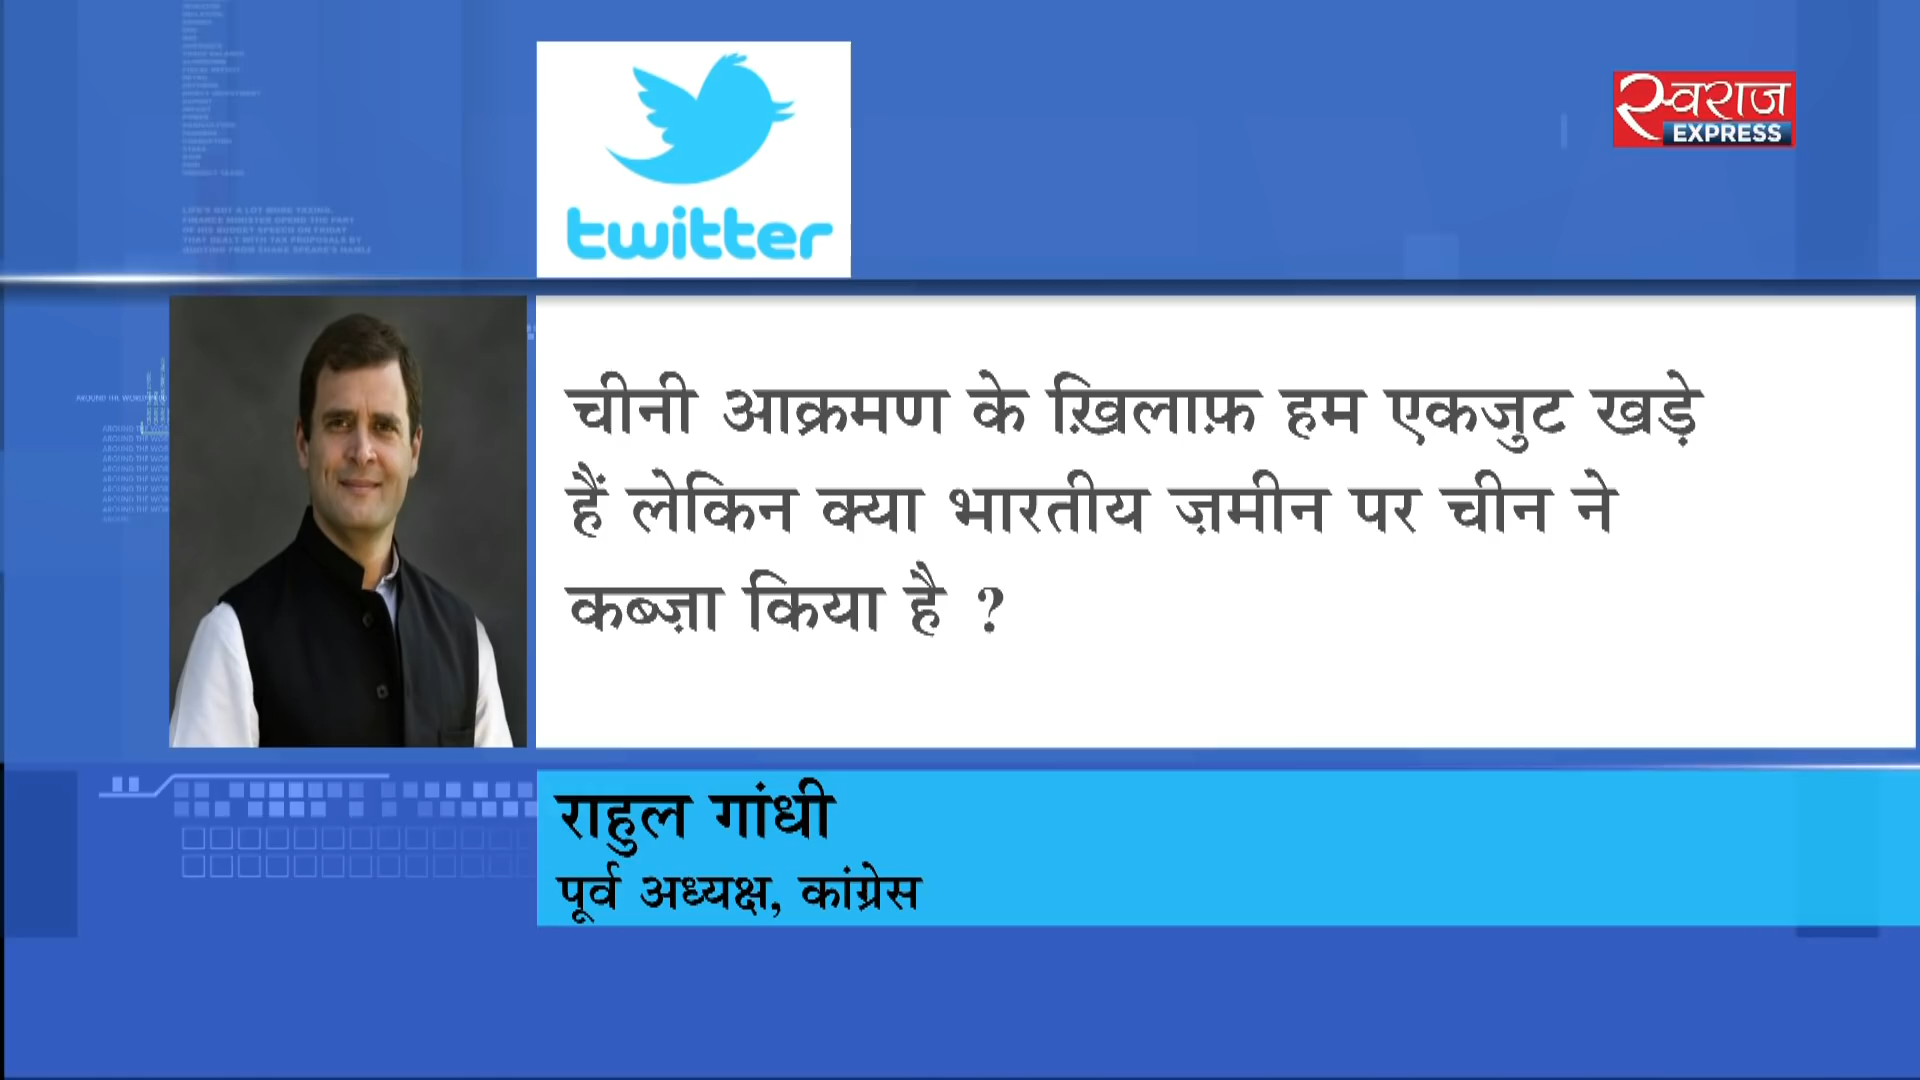 twitter
स्वराज
EXPRESS
चीनी आक्रमण के ख़िलाफ़ हम एकजुट खड़े
हैं लेकिन क्या भारतीय ज़मीन पर चीन ने
कब्ज़ा किया है ?
राहुल गांधी
पूर्व अध्यक्ष, कांग्रेस